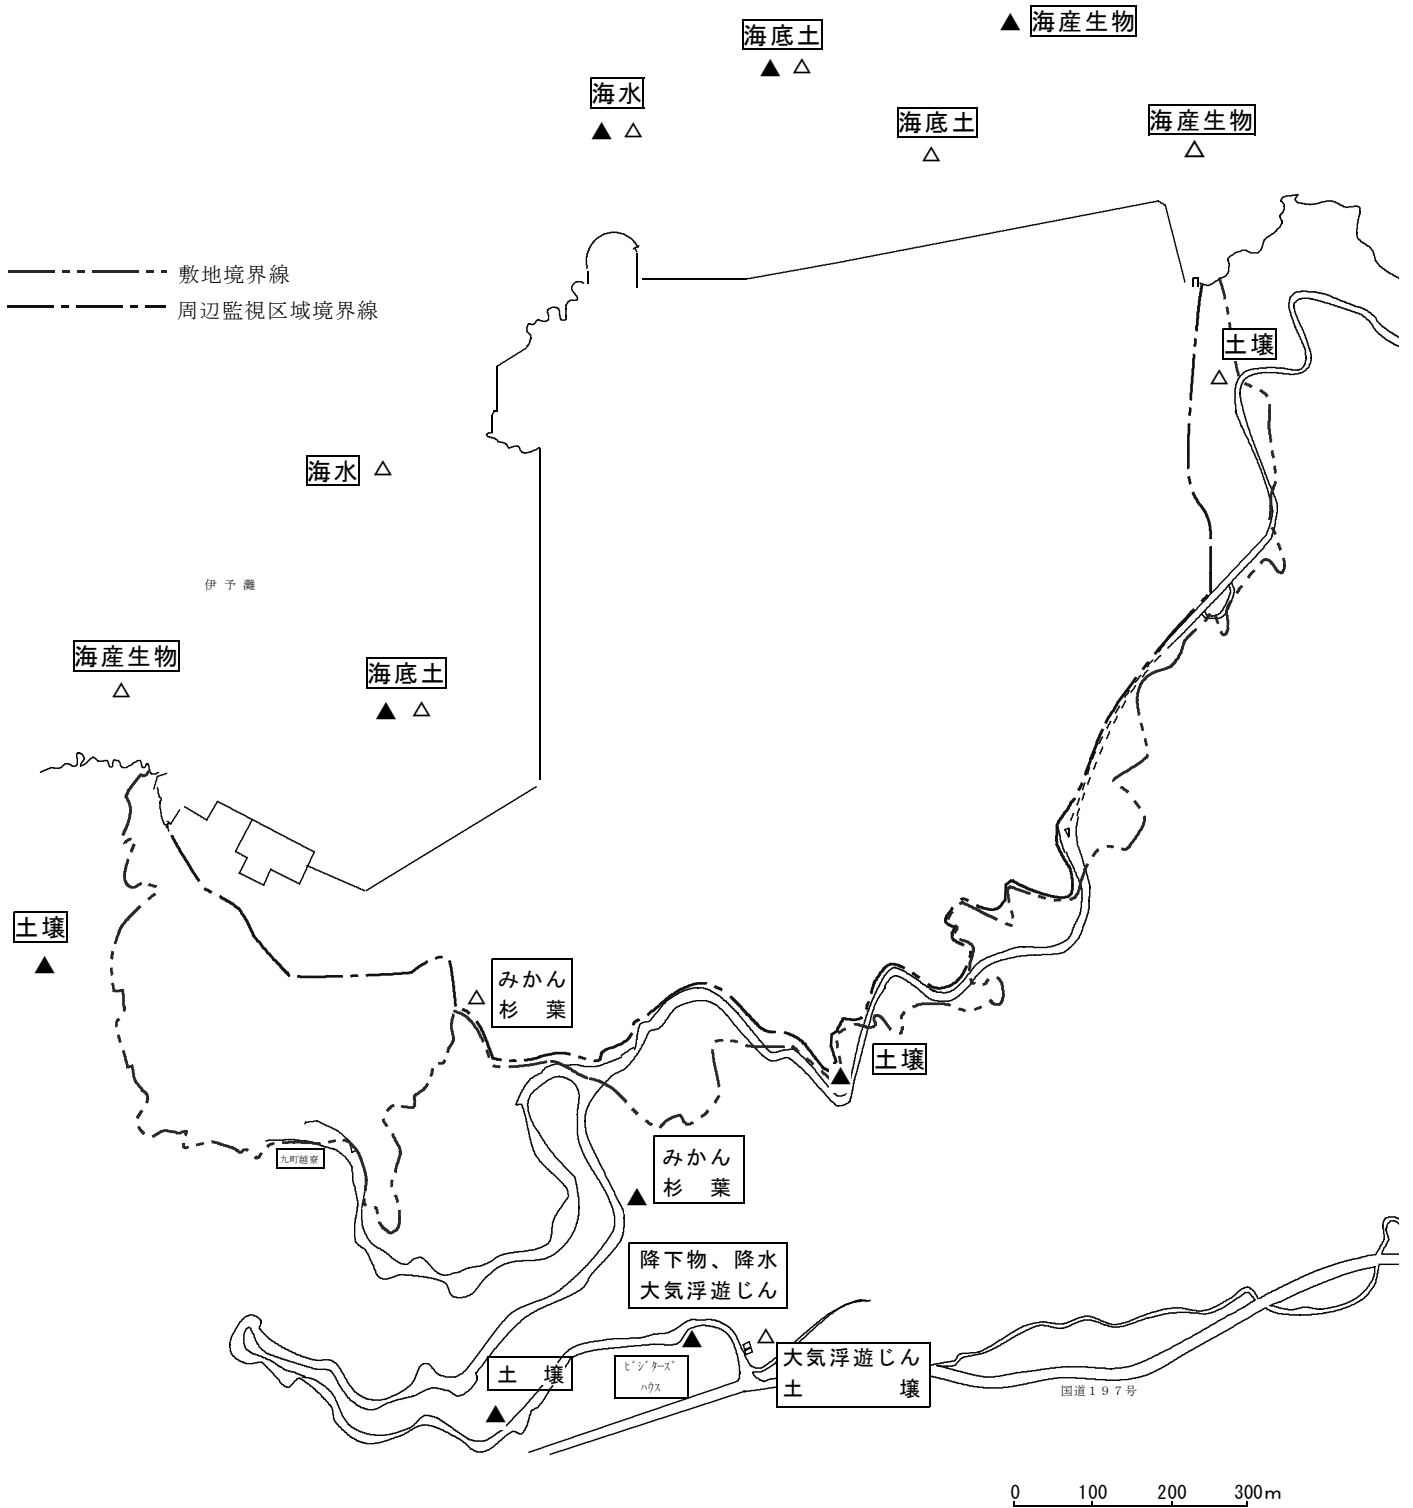 ▲ 海産生物
海底土
▲ △
海水
▲ △
海底土
△
海産生物
△
敷地境界線
周辺監視区域境界線
土壌
△
海水 △
伊予灘
海産生物
△
海底土
▲ △
土壌
▲
みかん
杉　葉
△
土壌
▲
九町越寮
みかん
杉　葉
▲
降下物、降水
大気浮遊じん
▲ △
土　壌
▲
ビジターズ
ハウス
大気浮遊じん
土　　　　壌
国道１９７号
0 100 200 300m